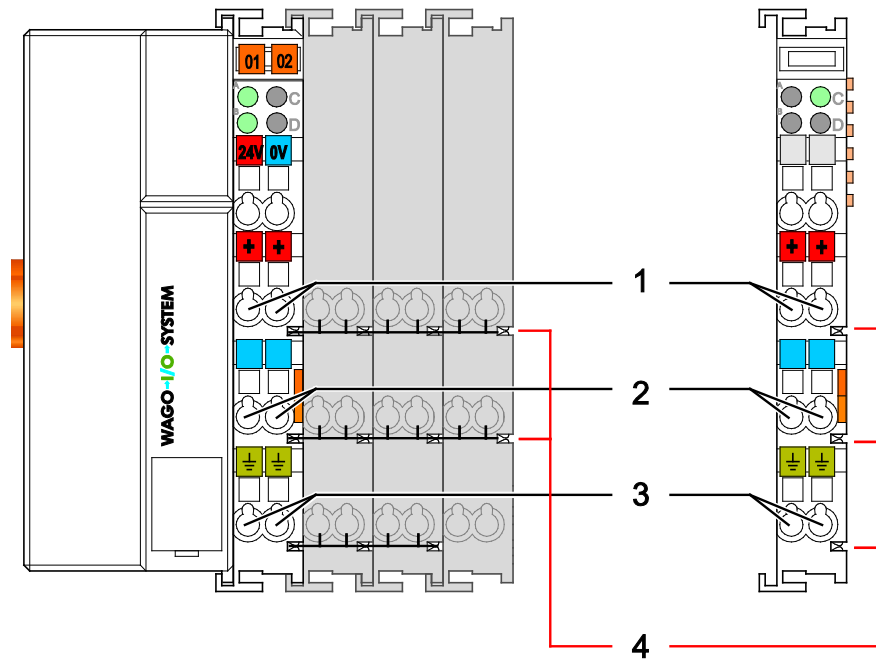 01 02
A C
B D
24V 0V
+ +
WAGO-I/O-SYSTEM
A C
B D
+ +
1
2
3
4